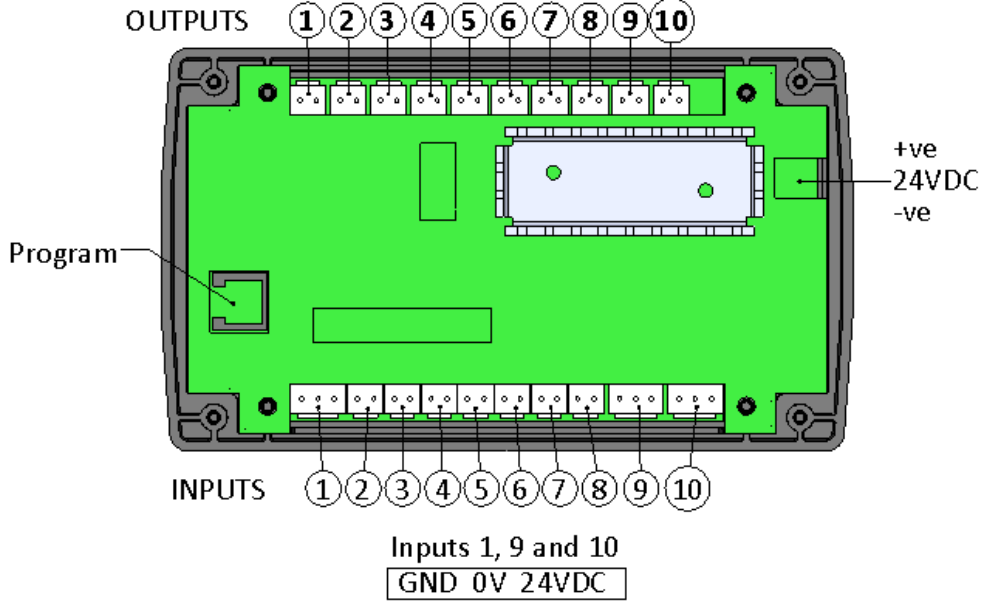 OUTPUTS 1 2 3 4 5 6 7 8 9 10
+ve
24VDC
-ve
Program
INPUTS 1 2 3 4 5 6 7 8 9 10
Inputs 1, 9 and 10
GND 0V 24VDC